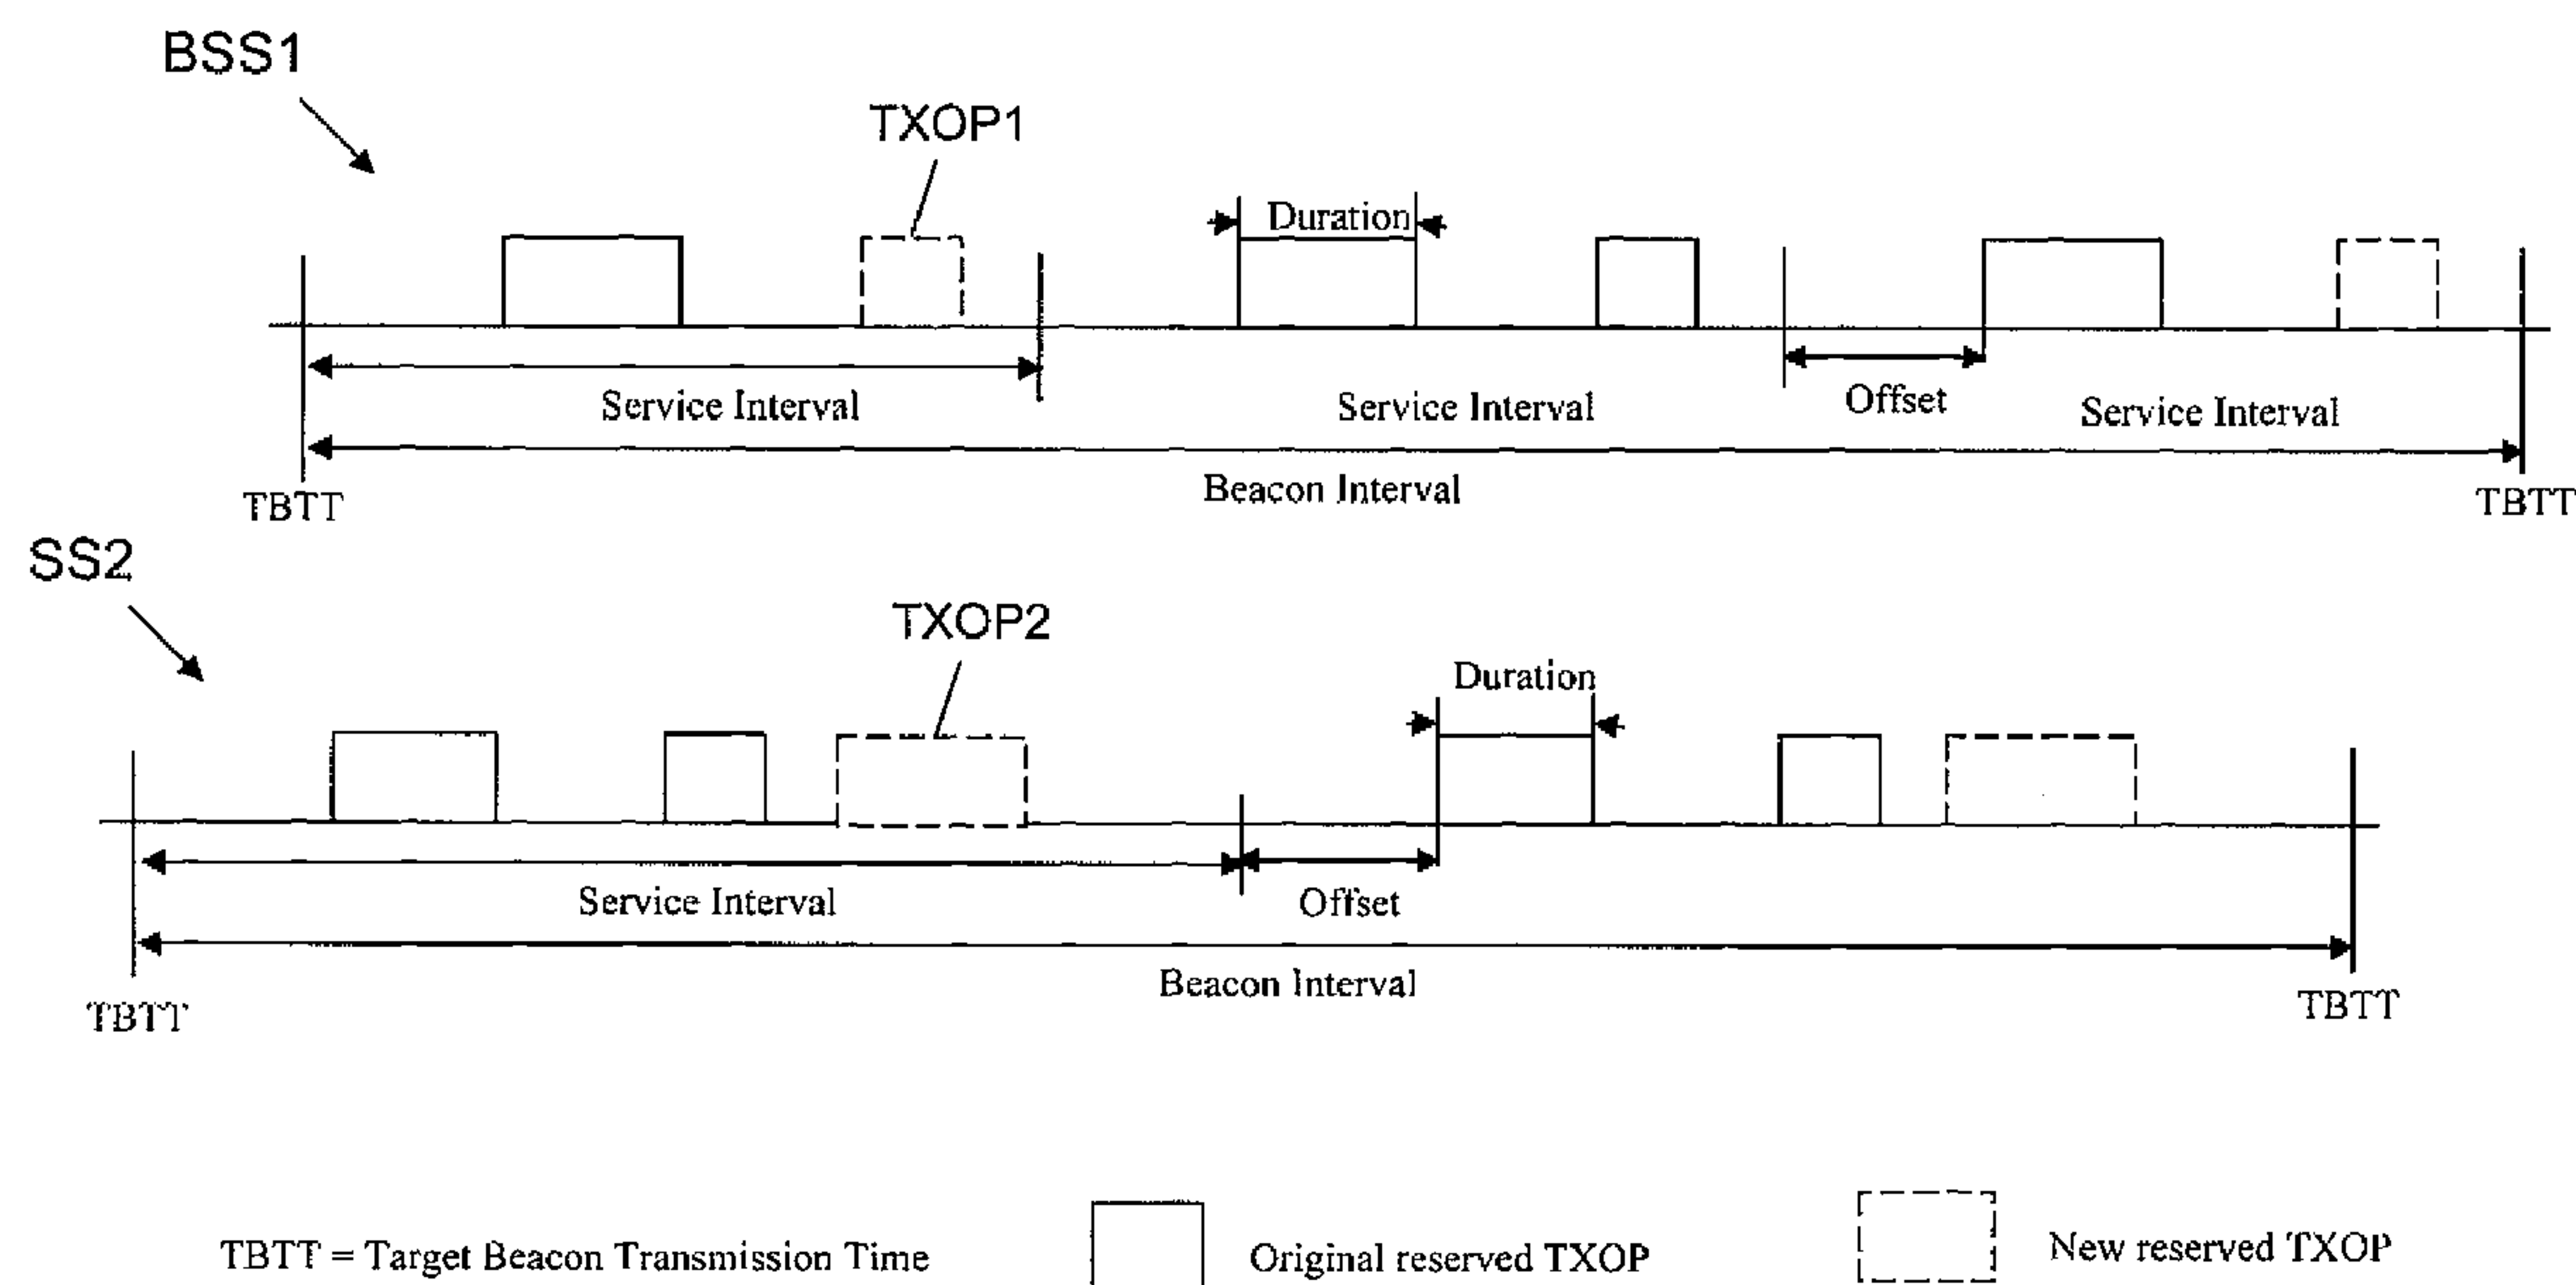 BSS1
TXOP1
Duration
Service Interval
Service Interval
Offset
Service Interval
Beacon Interval
TBTT
TBTT
SS2
TXOP2
Duration
Service Interval
Offset
Beacon Interval
TBTT
TBTT
TBTT = Target Beacon Transmission Time
Original reserved TXOP
New reserved TXOP